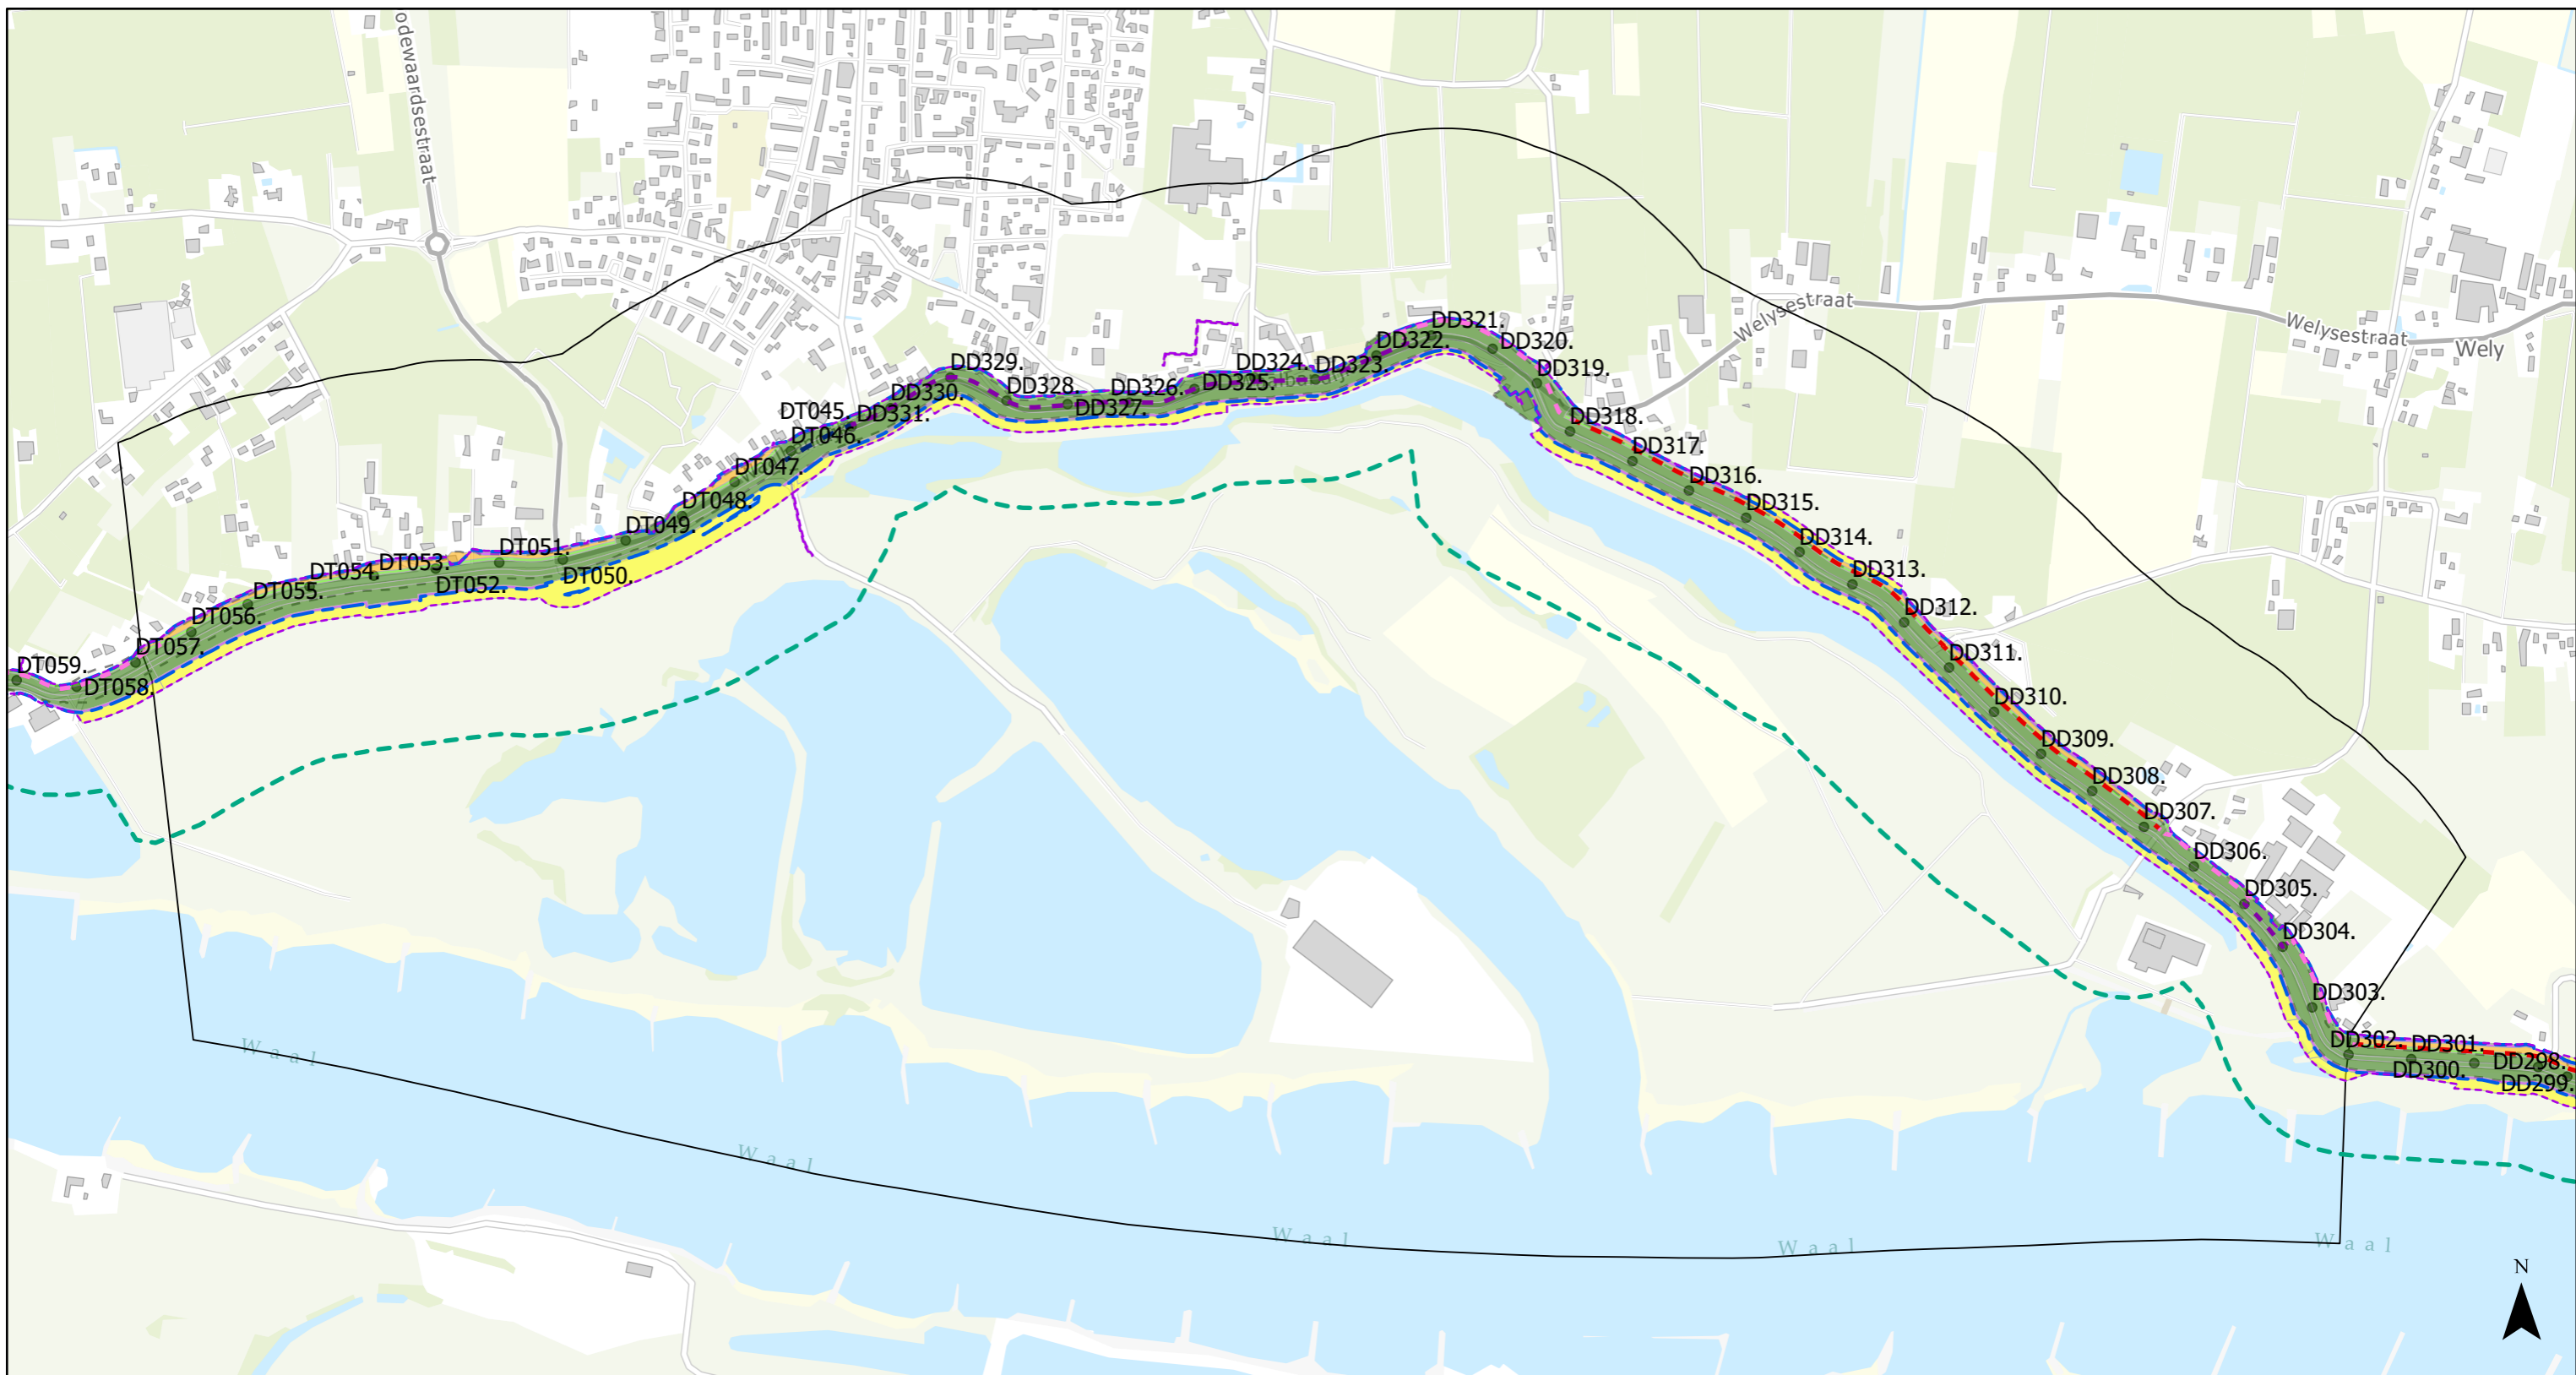 odewaardsestraat
Welysestraat
Welysestraat
Wely
DD321.
DD320.
DD322.
DD319.
DD329.
DD324.
DD323.
DD328.
DD326.
DD325.
DD330.
DD327.
DT045.
DD331.
DD318.
DT046.
DD317.
DT047.
DD316.
DT048.
DD315.
DT049.
DD314.
DT051.
DT053.
DT054.
DT050.
DD313.
DT052.
DT055.
DD312.
DT056.
DT057.
DD311.
DT059.
DT058.
DD310.
DD309.
DD308.
DD307.
DD306.
DD305.
DD304.
DD303.
DD302.
DD301.
DD298.
DD300.
DD299.
Waal
Waal
Waal
Waal
Waal
N